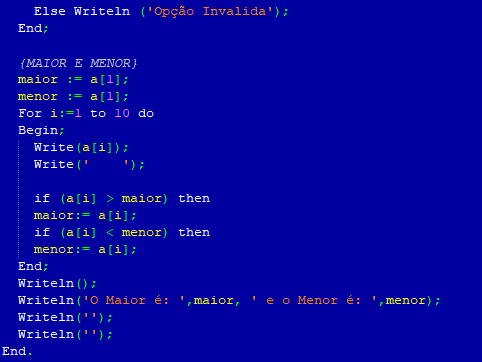 Else Writeln ('Opção Invalida');
End;
{MAIOR E MENOR}
maior := a[1];
menor := a[1];
For i:=1 to 10 do
Begin;
Write(a[i]);
Write('    ');
if (a[i] > maior) then
maior:= a[i];
if (a[i] < menor) then
menor:= a[i];
End;
Writeln();
Writeln('O Maior é: ',maior, ' e o Menor é: ',menor);
Writeln('');
Writeln('');
End.